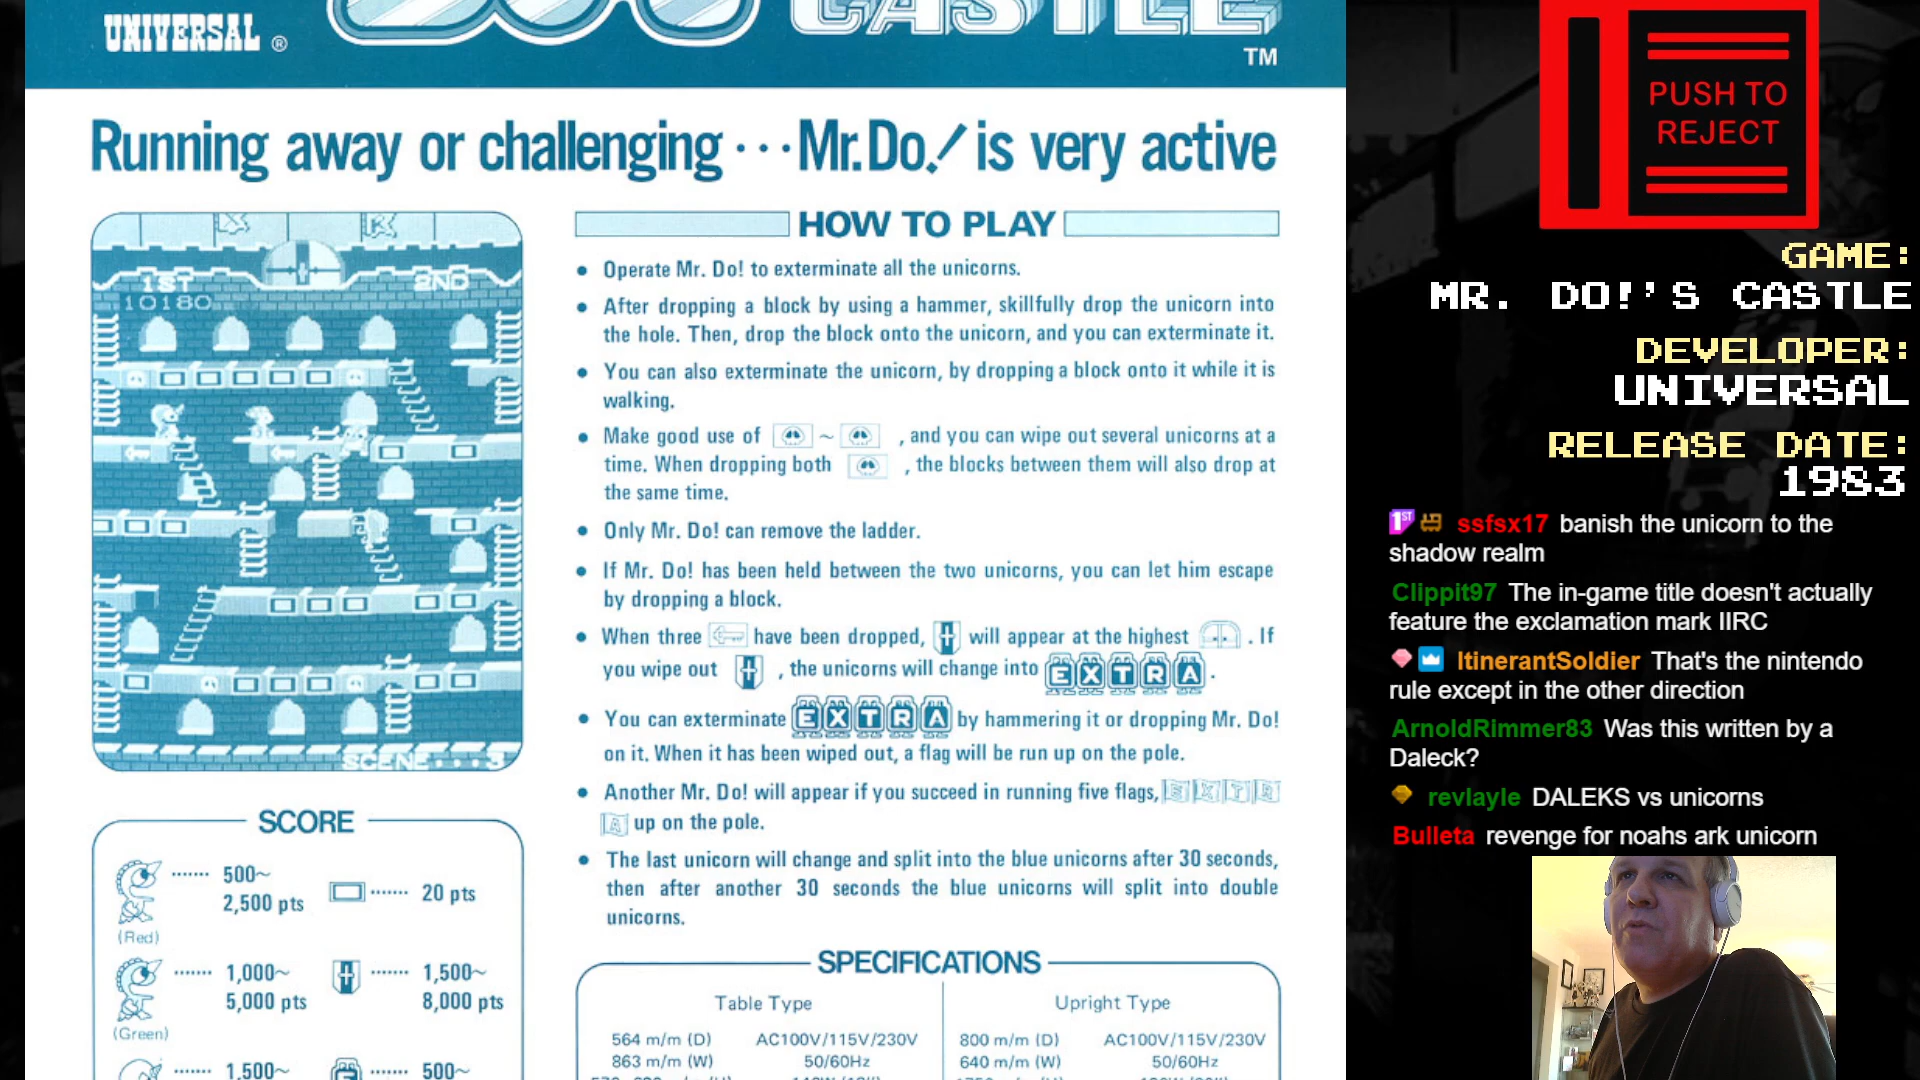 UNIVERSAL ®
CASTLE
TM
Running away or challenging ··· Mr. Do! is very active
1ST
2ND
10180
SCENE...3
HOW TO PLAY
• Operate Mr. Do! to exterminate all the unicorns.
• After dropping a block by using a hammer, skillfully drop the unicorn into
the hole. Then, drop the block onto the unicorn, and you can exterminate it.
• You can also exterminate the unicorn, by dropping a block onto it while it is
walking.
• Make good use of ~ , and you can wipe out several unicorns at a
time. When dropping both , the blocks between them will also drop at
the same time.
• Only Mr. Do! can remove the ladder.
• If Mr. Do! has been held between the two unicorns, you can let him escape
by dropping a block.
• When three have been dropped, will appear at the highest . If
you wipe out , the unicorns will change into EXTRA .
• You can exterminate EXTRA by hammering it or dropping Mr. Do!
on it. When it has been wiped out, a flag will be run up on the pole.
• Another Mr. Do! will appear if you succeed in running five flags, E X T R
A up on the pole.
• The last unicorn will change and split into the blue unicorns after 30 seconds,
then after another 30 seconds the blue unicorns will split into double
unicorns.
SCORE
······· 500~
2,500 pts
(Red)
······· 20 pts
······· 1,000~
5,000 pts
(Green)
······· 1,500~
8,000 pts
······· 1,500~
······· 500~
SPECIFICATIONS
Table Type
564 m/m (D) AC100V/115V/230V
863 m/m (W) 50/60Hz
Upright Type
800 m/m (D) AC100V/115V/230V
640 m/m (W) 50/60Hz
PUSH TO
REJECT
GAME:
MR. DO!'S CASTLE
DEVELOPER:
UNIVERSAL
RELEASE DATE:
1983
1ST ssfsx17 banish the unicorn to the
shadow realm
Clippit97 The in-game title doesn't actually
feature the exclamation mark IIRC
ItinerantSoldier That's the nintendo
rule except in the other direction
ArnoldRimmer83 Was this written by a
Daleck?
revlayle DALEKS vs unicorns
Bulleta revenge for noahs ark unicorn